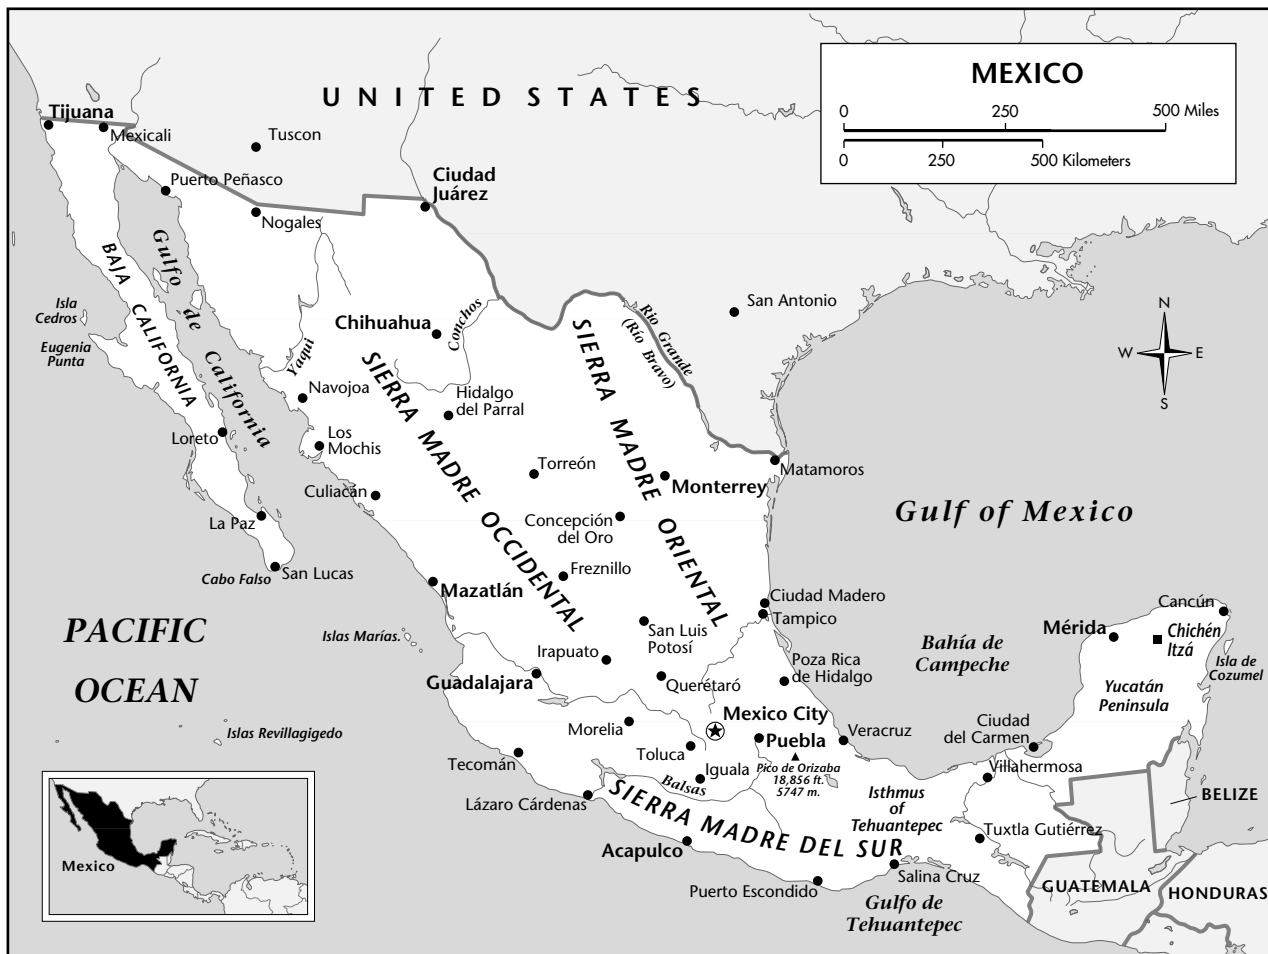 MEXICO
0 250 500 Miles
0 250 500 Kilometers
UNITED STATES
Tijuana
Mexicali
Tuscon
Puerto Peñasco
Nogales
Ciudad
Juárez
San Antonio
BAJA CALIFORNIA
Gulfo de California
Isla
Cedros
Eugenia
Punta
Yaqui
Chihuahua
Conchos
Rio Grande
(Río Bravo)
N
W E
S
SIERRA MADRE OCCIDENTAL
SIERRA MADRE ORIENTAL
Navojoa
Hidalgo
del Parral
Loreto
Los
Mochis
Torreón
Monterrey
Matamoros
Culiacán
La Paz
Concepción
del Oro
Gulf of Mexico
Cabo Falso
San Lucas
Freznillo
Mazatlán
Ciudad Madero
Tampico
Cancún
PACIFIC
OCEAN
Islas Marías.
San Luis
Potosí
Mérida
Chichén
Itzá
Bahía de
Campeche
Isla de
Cozumel
Irapuato
Guadalajara
Querétaró
Poza Rica
de Hidalgo
Yucatán
Peninsula
Islas Revillagigedo
Morelia
Mexico City
Toluca
Puebla
Veracruz
Ciudad
del Carmen
Tecomán
Iguala
Pico de Orizaba
18,856 ft.
5747 m.
Villahermosa
Balsas
Lázaro Cárdenas
Isthmus
of
Tehuantepec
BELIZE
SIERRA MADRE DEL SUR
Tuxtla Gutiérrez
Acapulco
Puerto Escondido
Salina Cruz
GUATEMALA
HONDURAS
Gulfo de
Tehuantepec
Mexico